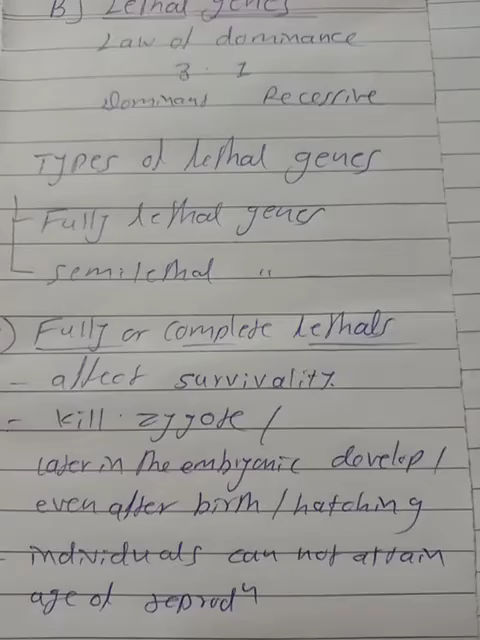 B) Lethal genes
Law of dominance
3 : 1
Dominant Recessive
Types of lethal genes
Fully lethal genes
semilethal "
) Fully or complete lethals
- affect survivality.
- kill zygote /
later in the embryonic develop /
even after birth / hatching
- individuals can not attain
age of reprodⁿ